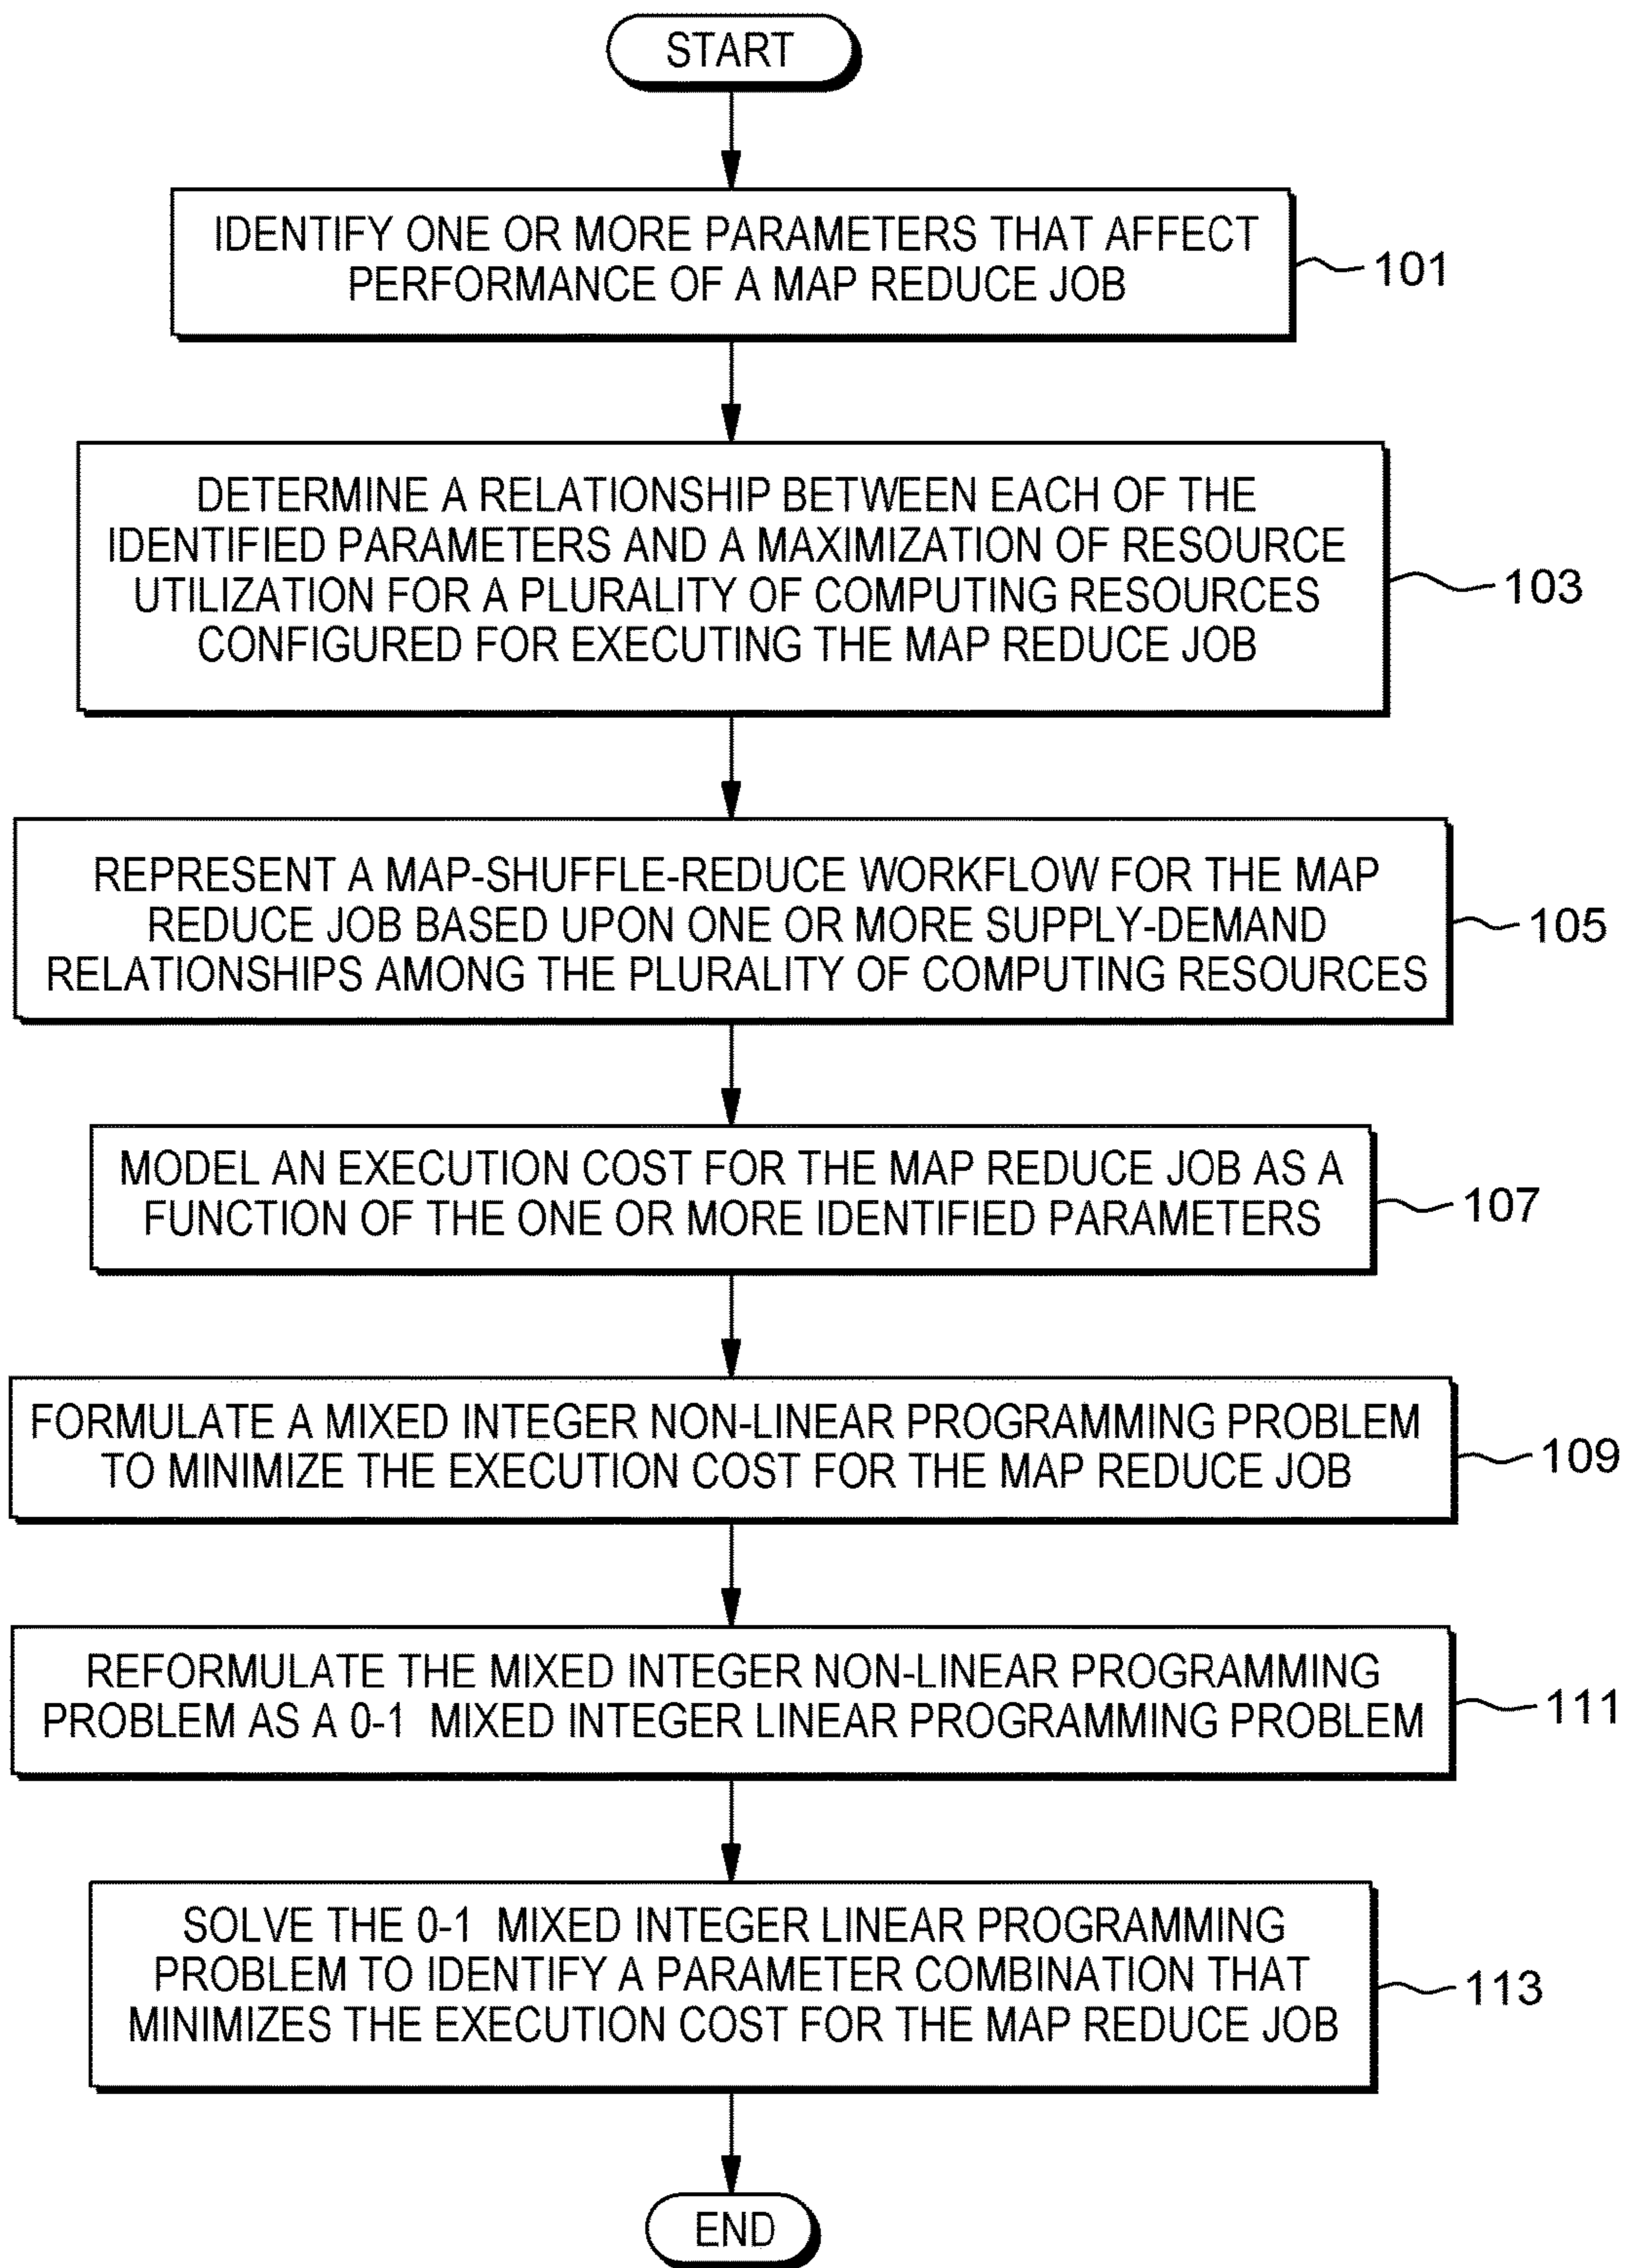 START
IDENTIFY ONE OR MORE PARAMETERS THAT AFFECT
PERFORMANCE OF A MAP REDUCE JOB
101
DETERMINE A RELATIONSHIP BETWEEN EACH OF THE
IDENTIFIED PARAMETERS AND A MAXIMIZATION OF RESOURCE
UTILIZATION FOR A PLURALITY OF COMPUTING RESOURCES
CONFIGURED FOR EXECUTING THE MAP REDUCE JOB
103
REPRESENT A MAP-SHUFFLE-REDUCE WORKFLOW FOR THE MAP
REDUCE JOB BASED UPON ONE OR MORE SUPPLY-DEMAND
RELATIONSHIPS AMONG THE PLURALITY OF COMPUTING RESOURCES
105
MODEL AN EXECUTION COST FOR THE MAP REDUCE JOB AS A
FUNCTION OF THE ONE OR MORE IDENTIFIED PARAMETERS
107
FORMULATE A MIXED INTEGER NON-LINEAR PROGRAMMING PROBLEM
TO MINIMIZE THE EXECUTION COST FOR THE MAP REDUCE JOB
109
REFORMULATE THE MIXED INTEGER NON-LINEAR PROGRAMMING
PROBLEM AS A 0-1 MIXED INTEGER LINEAR PROGRAMMING PROBLEM
111
SOLVE THE 0-1 MIXED INTEGER LINEAR PROGRAMMING
PROBLEM TO IDENTIFY A PARAMETER COMBINATION THAT
MINIMIZES THE EXECUTION COST FOR THE MAP REDUCE JOB
113
END